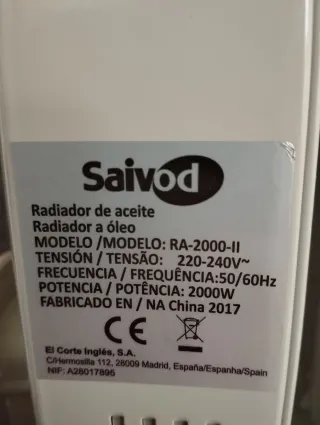 Saivod
Radiador de aceite
Radiador a óleo
MODELO /MODELO: RA-2000-II
TENSIÓN / TENSÃO: 220-240V~
FRECUENCIA / FREQUÊNCIA:50/60Hz
POTENCIA / POTÊNCIA: 2000W
FABRICADO EN / NA China 2017
CE
El Corte Inglés, S.A.
C/Hermosilla 112, 28009 Madrid, España/Espanha/Spain
NIF: A28017895